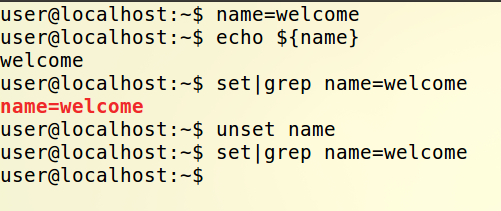 user@localhost:~$ name=welcome
user@localhost:~$ echo ${name}
welcome
user@localhost:~$ set|grep name=welcome
name=welcome
user@localhost:~$ unset name
user@localhost:~$ set|grep name=welcome
user@localhost:~$